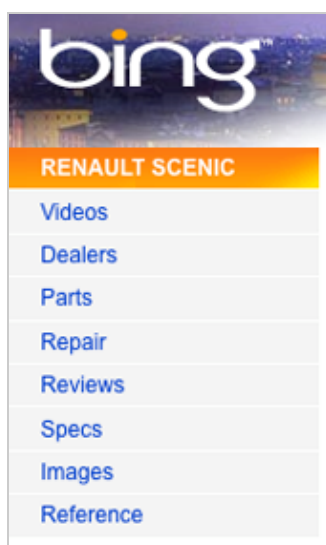 bing
RENAULT SCENIC
Videos
Dealers
Parts
Repair
Reviews
Specs
Images
Reference